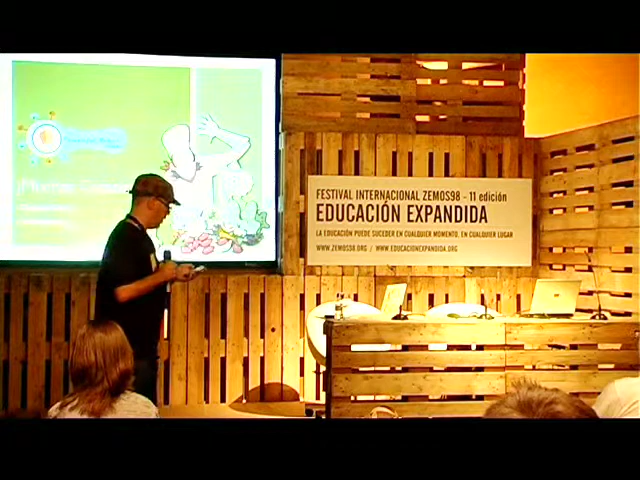 ¡Muchas
FESTIVAL INTERNACIONAL ZEMOS98 - 11 edición
EDUCACIÓN EXPANDIDA
LA EDUCACIÓN PUEDE SUCEDER EN CUALQUIER MOMENTO, EN CUALQUIER LUGAR
WWW.ZEMOS98.ORG / WWW.EDUCACIONEXPANDIDA.ORG